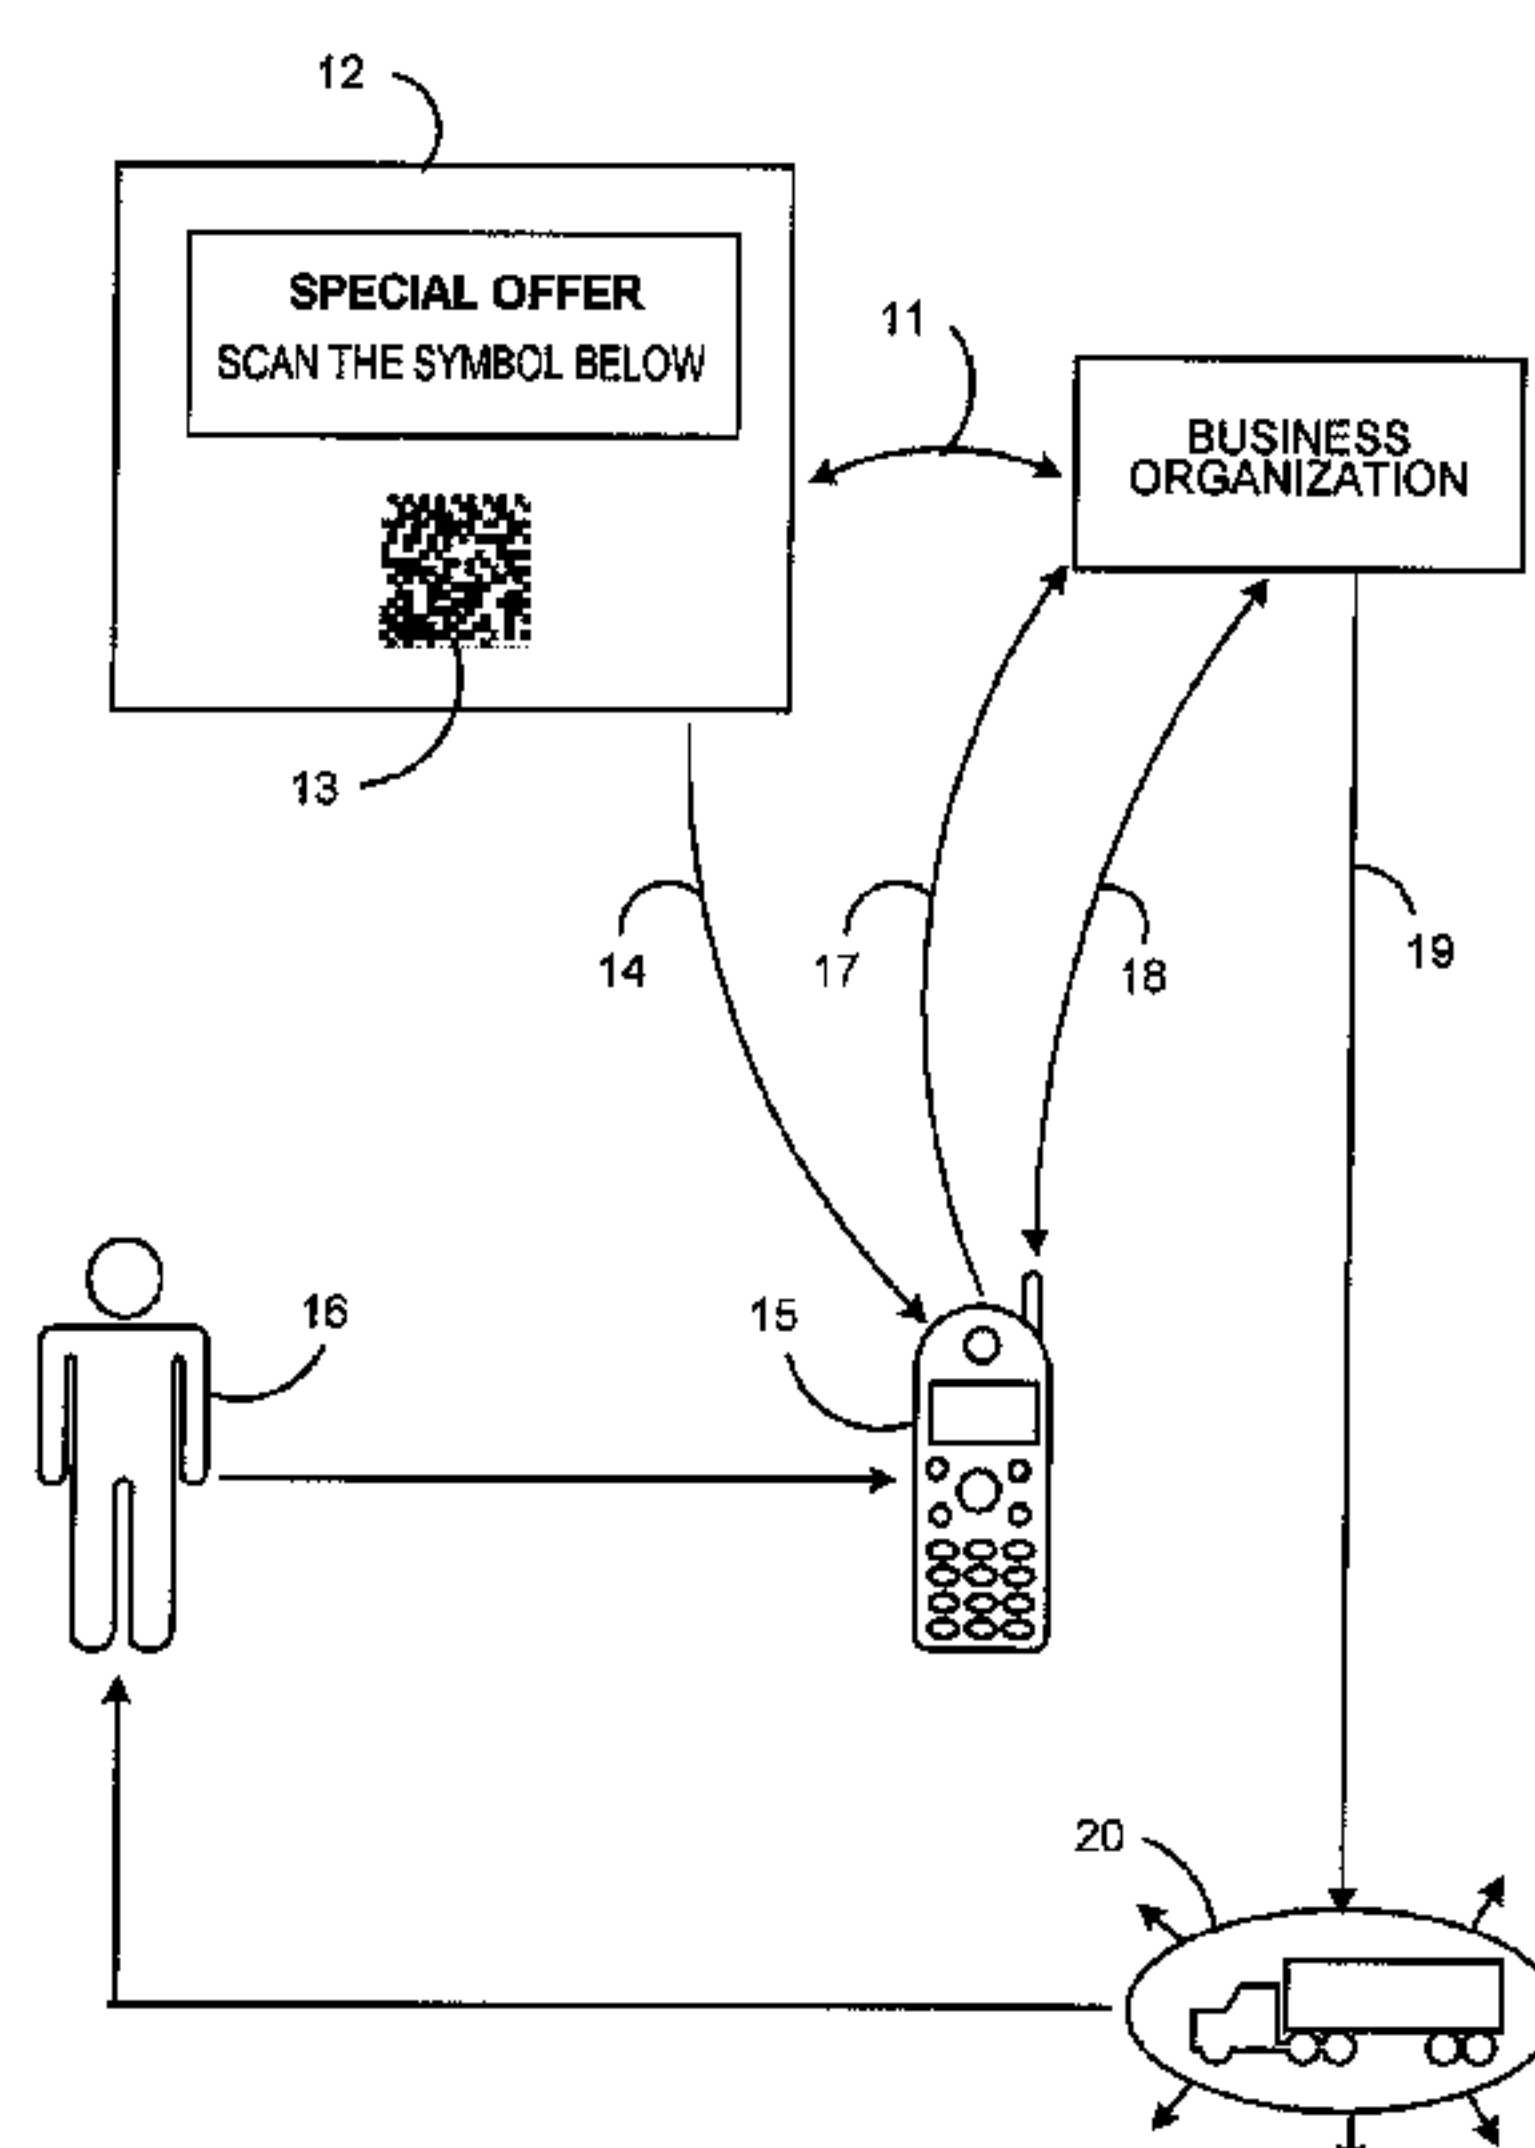 12
SPECIAL OFFER
SCAN THE SYMBOL BELOW
11
BUSINESS
ORGANIZATION
13
14
17
18
19
16
15
20